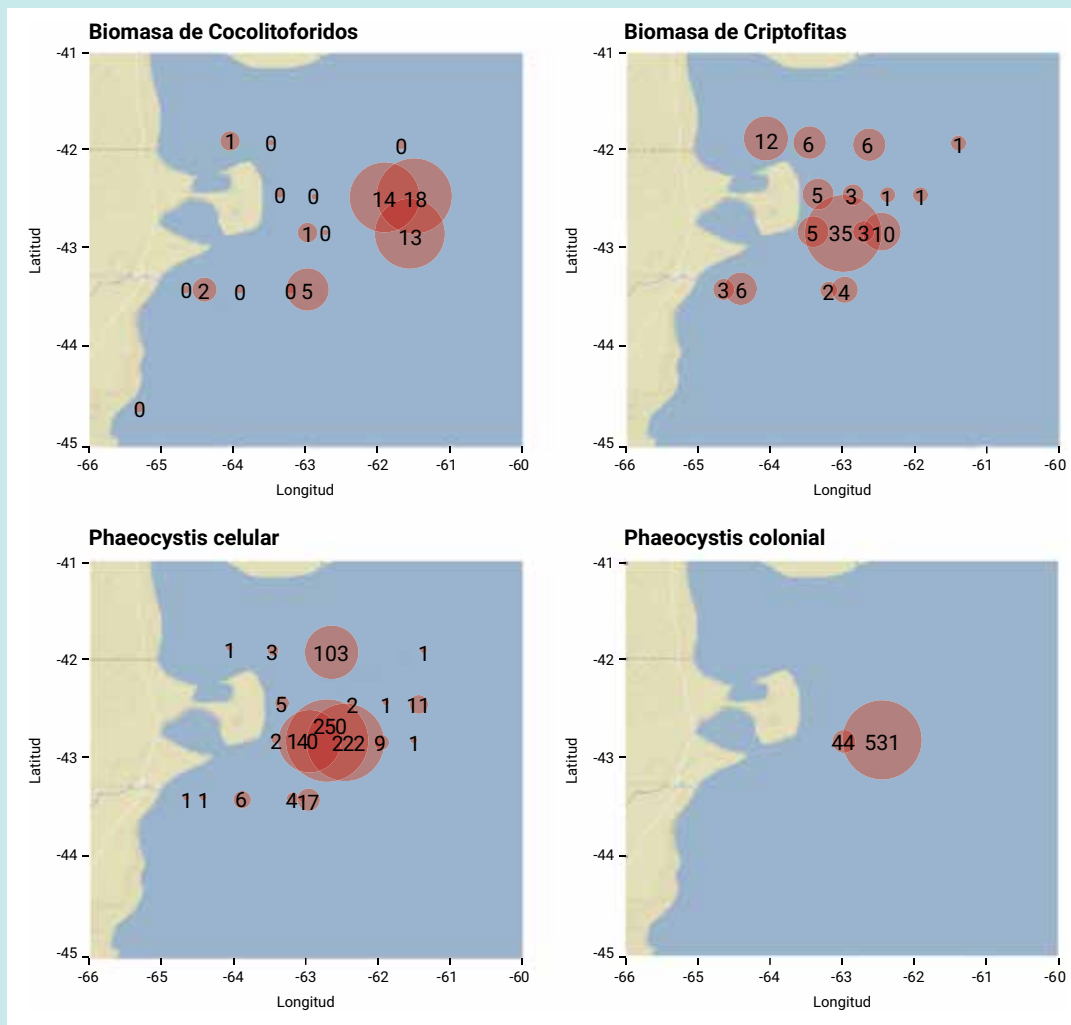 Biomasa de Cocolitoforidos
-41
-42
-43
-44
-45
Latitud
1 0 0
14 18
0 0
1 0 13
0 2 0 0 5
0
-66 -65 -64 -63 -62 -61 -60
Longitud
Biomasa de Criptofitas
-41
-42
-43
-44
-45
Latitud
12 6 6 1
5 3 1 1
5 35 3 10
3 6 2 4
-66 -65 -64 -63 -62 -61 -60
Longitud
Phaeocystis celular
-41
-42
-43
-44
-45
Latitud
1 3 103 1
5 2 1 11
250
2 140 222 9 1
1 1 6 4 17
-66 -65 -64 -63 -62 -61 -60
Longitud
Phaeocystis colonial
-41
-42
-43
-44
-45
Latitud
44 531
-66 -65 -64 -63 -62 -61 -60
Longitud